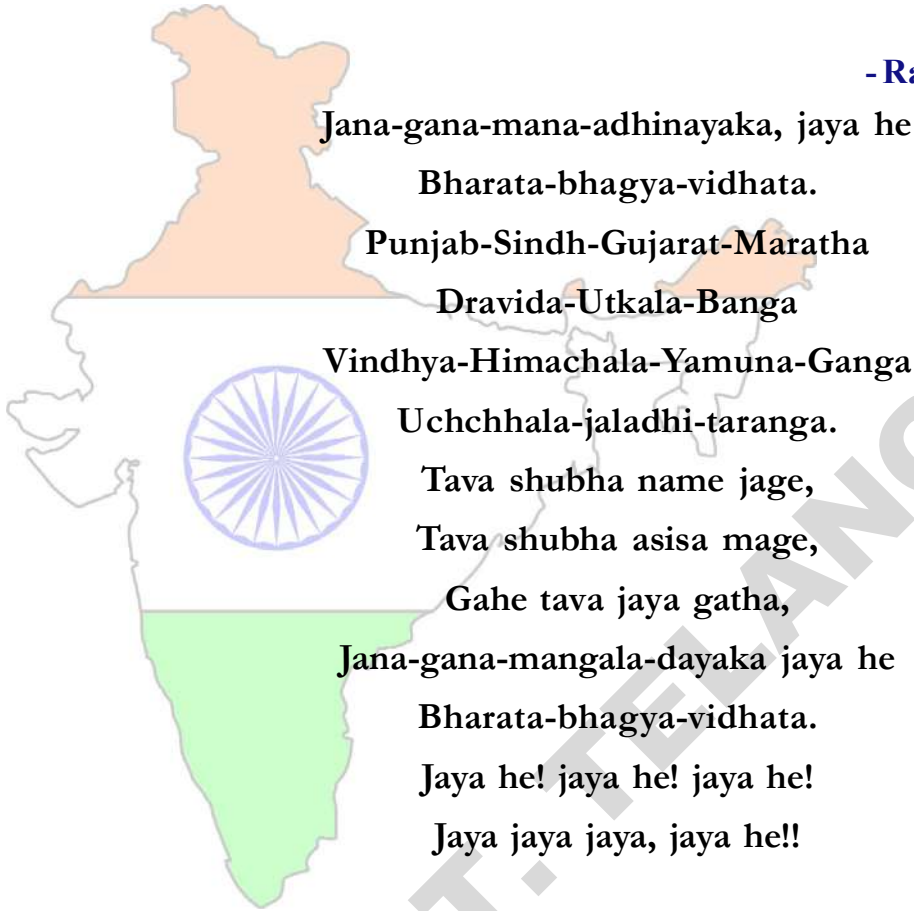 - Ra
Jana-gana-mana-adhinayaka, jaya he
Bharata-bhagya-vidhata.
Punjab-Sindh-Gujarat-Maratha
Dravida-Utkala-Banga
Vindhya-Himachala-Yamuna-Ganga
Uchchhala-jaladhi-taranga.
Tava shubha name jage,
Tava shubha asisa mage,
Gahe tava jaya gatha,
Jana-gana-mangala-dayaka jaya he
Bharata-bhagya-vidhata.
Jaya he! jaya he! jaya he!
Jaya jaya jaya, jaya he!!
T. TELANG